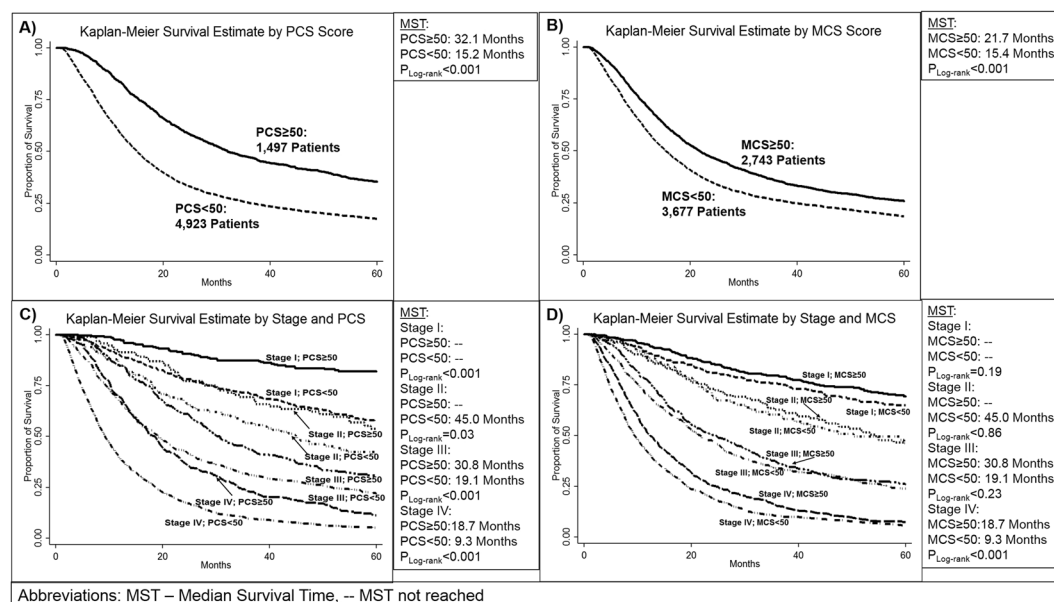 A)
Kaplan-Meier Survival Estimate by PCS Score
Proportion of Survival
1.00
0.75
0.50
0.25
0.00
PCS≥50:
1,497 Patients
PCS<50:
4,923 Patients
0 20 40 60
Months
MST:
PCS≥50: 32.1 Months
PCS<50: 15.2 Months
P Log-rank<0.001
B)
Kaplan-Meier Survival Estimate by MCS Score
Proportion of Survival
1.00
0.75
0.50
0.25
0.00
MCS≥50:
2,743 Patients
MCS<50:
3,677 Patients
0 20 40 60
Months
MST:
MCS≥50: 21.7 Months
MCS<50: 15.4 Months
P Log-rank<0.001
C)
Kaplan-Meier Survival Estimate by Stage and PCS
Proportion of Survival
1.00
0.75
0.50
0.25
0.00
Stage I; PCS≥50
Stage I; PCS<50
Stage II; PCS≥50
Stage II; PCS<50
Stage III; PCS≥50
Stage III; PCS<50
Stage IV; PCS≥50
Stage IV; PCS<50
0 20 40 60
Months
MST:
Stage I:
PCS≥50: --
PCS<50: --
P Log-rank<0.001
Stage II:
PCS≥50: --
PCS<50: 45.0 Months
P Log-rank=0.03
Stage III:
PCS≥50: 30.8 Months
PCS<50: 19.1 Months
P Log-rank<0.001
Stage IV:
PCS≥50:18.7 Months
PCS<50: 9.3 Months
P Log-rank<0.001
D)
Kaplan-Meier Survival Estimate by Stage and MCS
Proportion of Survival
1.00
0.75
0.50
0.25
0.00
Stage I; MCS≥50
Stage I; MCS<50
Stage II; MCS≥50
Stage II; MCS<50
Stage III; MCS≥50
Stage III; MCS<50
Stage IV; MCS≥50
Stage IV; MCS<50
0 20 40 60
Months
MST:
Stage I:
MCS≥50: --
MCS<50: --
P Log-rank=0.19
Stage II:
MCS≥50: --
MCS<50: 45.0 Months
P Log-rank<0.86
Stage III:
MCS≥50: 30.8 Months
MCS<50: 19.1 Months
P Log-rank<0.23
Stage IV:
MCS≥50:18.7 Months
MCS<50: 9.3 Months
P Log-rank<0.001
Abbreviations: MST – Median Survival Time, -- MST not reached